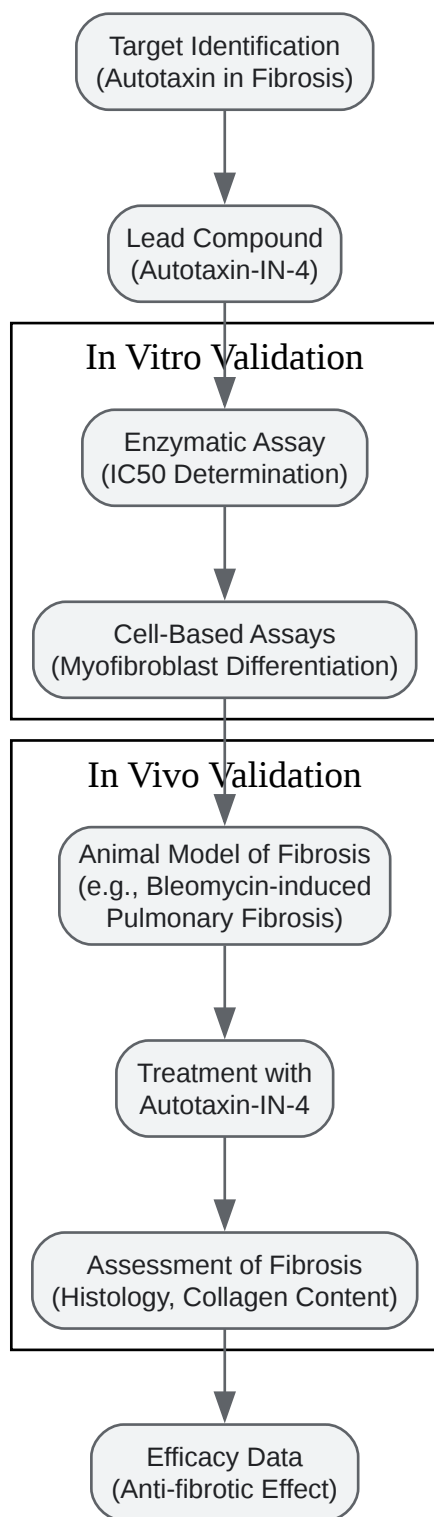 Target Identification
(Autotaxin in Fibrosis)
Lead Compound
(Autotaxin-IN-4)
In Vitro Validation
Enzymatic Assay
(IC50 Determination)
Cell-Based Assays
(Myofibroblast Differentiation)
In Vivo Validation
Animal Model of Fibrosis
(e.g., Bleomycin-induced
Pulmonary Fibrosis)
Treatment with
Autotaxin-IN-4
Assessment of Fibrosis
(Histology, Collagen Content)
Efficacy Data
(Anti-fibrotic Effect)